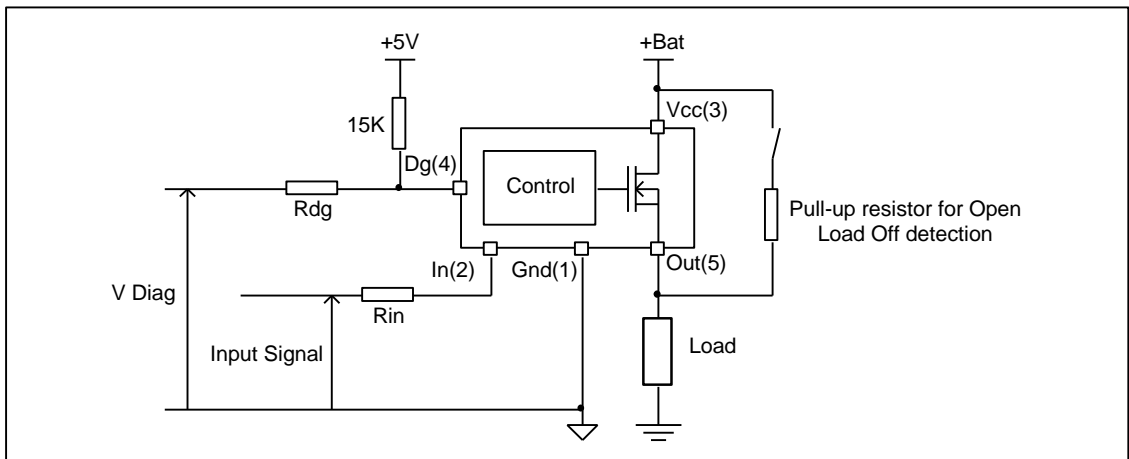 +5V
+Bat
15K
Vcc(3)
Dg(4)
Control
Rdg
Pull-up resistor for Open
Load Off detection
In(2)
Gnd(1)
Out(5)
V Diag
Rin
Input Signal
Load